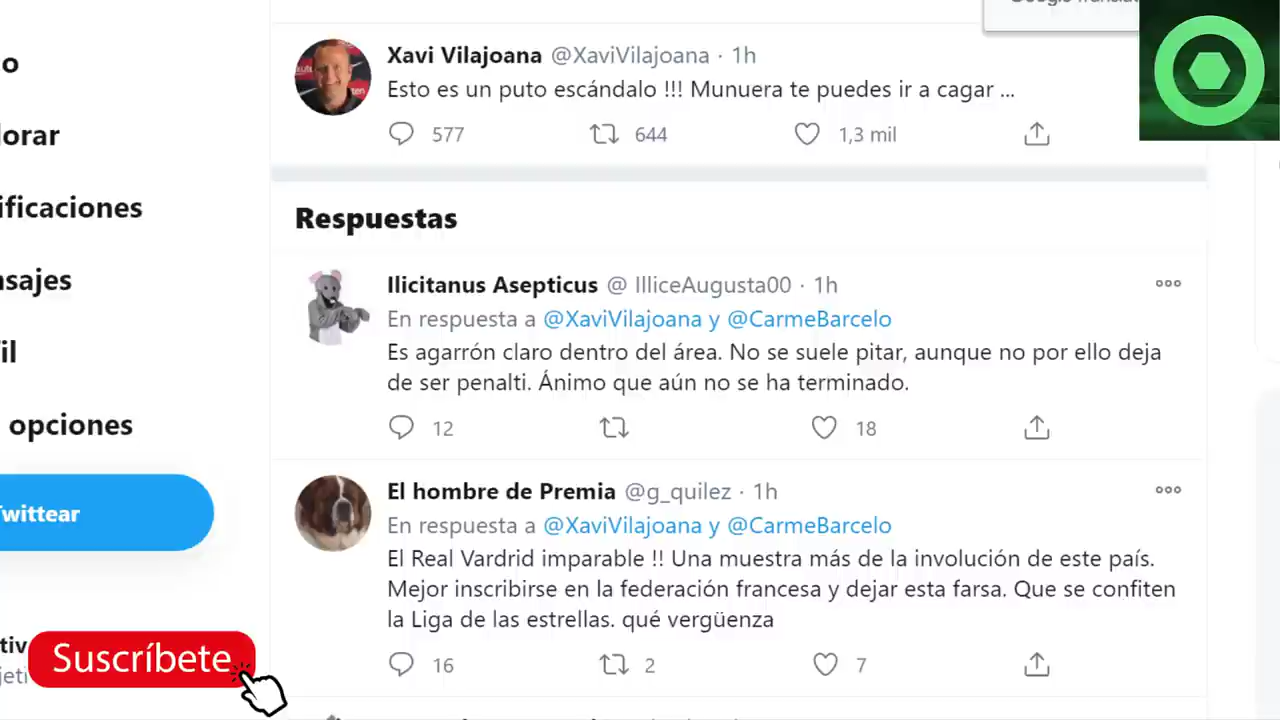 Xavi Vilajoana @XaviVilajoana · 1h
Esto es un puto escándalo !!! Munuera te puedes ir a cagar ...
577 644 1,3 mil
Respuestas
Ilicitanus Asepticus @ IlliceAugusta00 · 1h
En respuesta a @XaviVilajoana y @CarmeBarcelo
Es agarrón claro dentro del área. No se suele pitar, aunque no por ello deja
de ser penalti. Ánimo que aún no se ha terminado.
12 18
El hombre de Premia @g_quilez · 1h
En respuesta a @XaviVilajoana y @CarmeBarcelo
El Real Vardrid imparable !! Una muestra más de la involución de este país.
Mejor inscribirse en la federación francesa y dejar esta farsa. Que se confiten
la Liga de las estrellas. qué vergüenza
16 2 7
o
lorar
ificaciones
nsajes
il
opciones
Twittear
tiv
jeti
Suscríbete